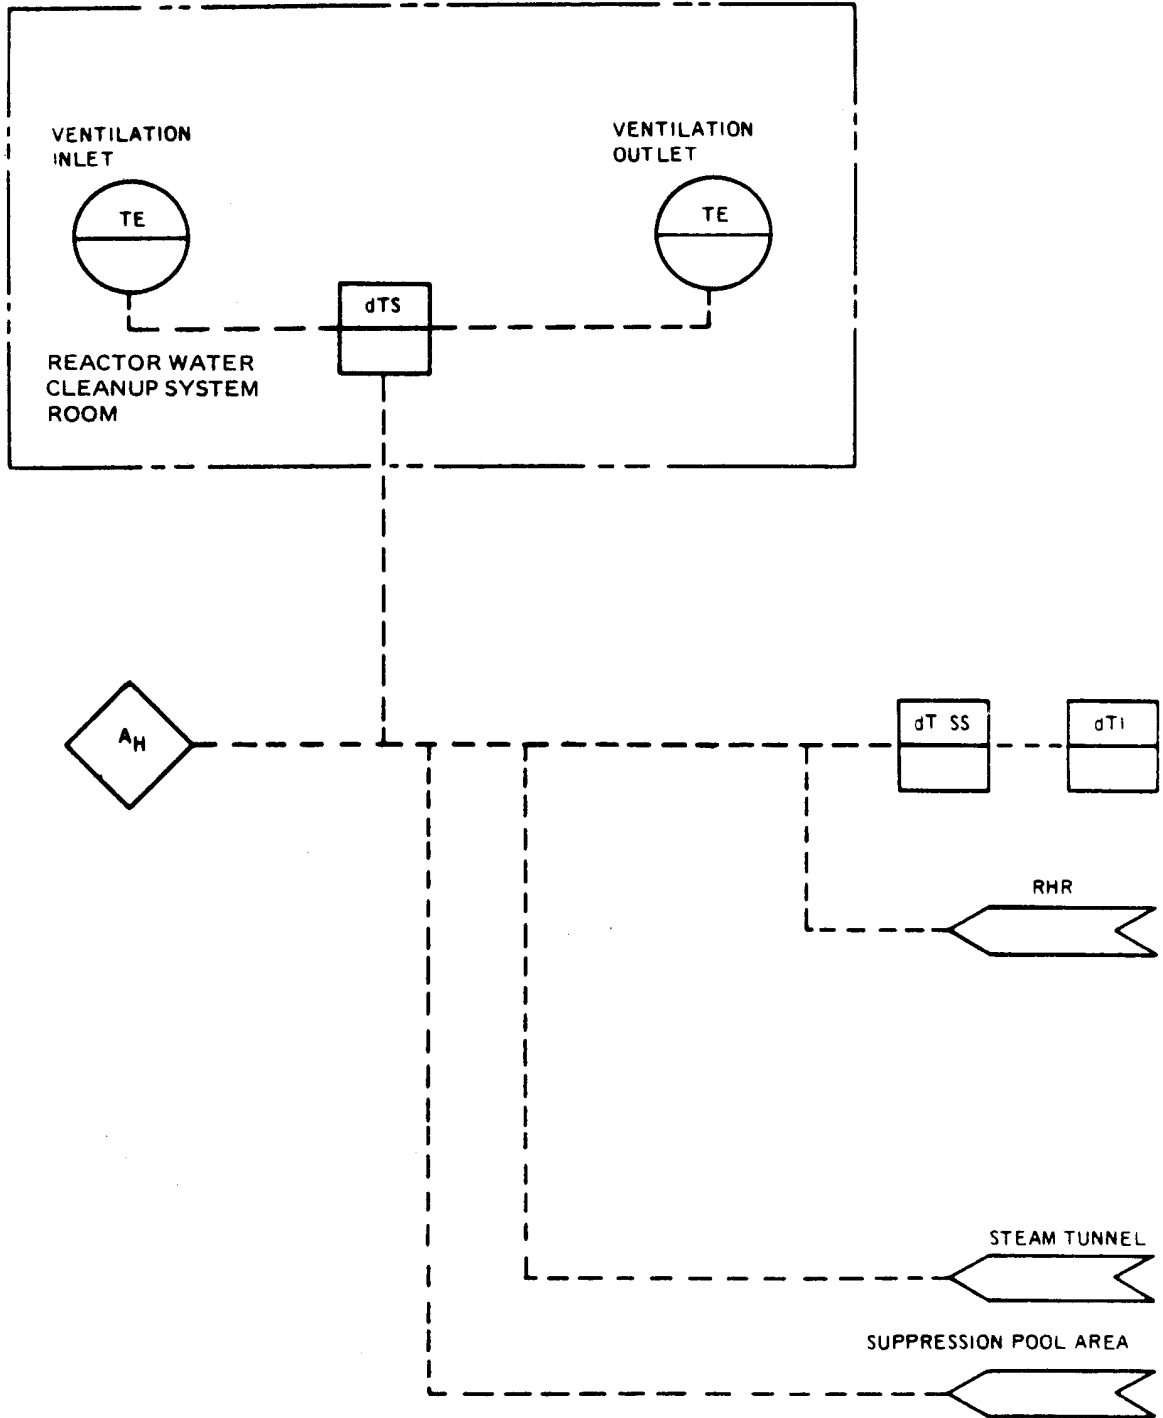 VENTILATION
INLET
VENTILATION
OUTLET
TE
TE
dTS
REACTOR WATER
CLEANUP SYSTEM
ROOM
AH
dT SS
dTI
RHR
STEAM TUNNEL
SUPPRESSION POOL AREA